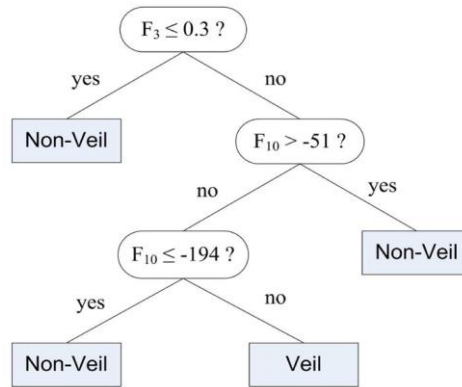 F₃ ≤ 0.3 ?
yes
no
Non-Veil
F₁₀ > -51 ?
no
yes
F₁₀ ≤ -194 ?
Non-Veil
yes
no
Non-Veil
Veil